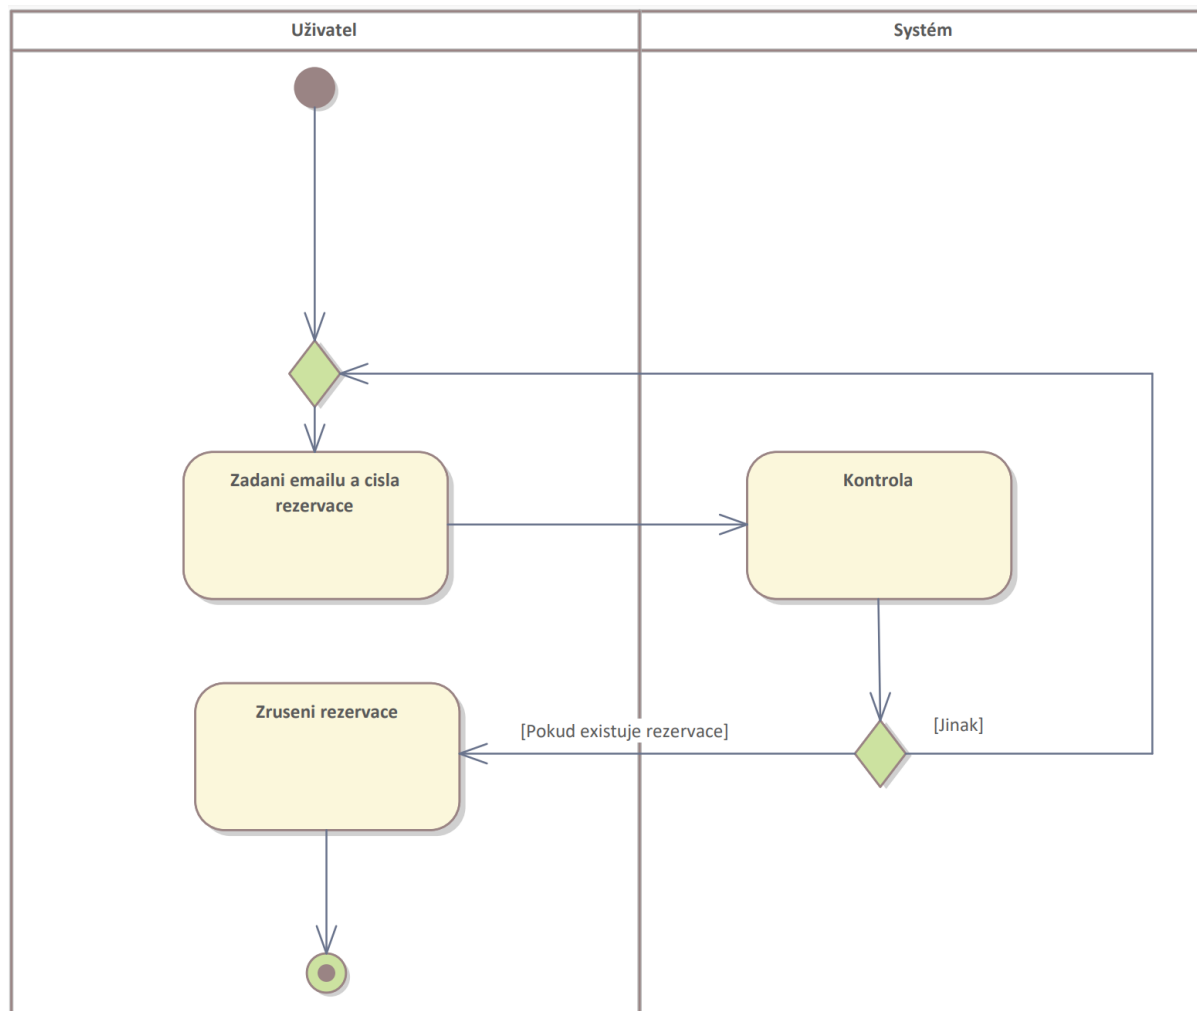 Uživatel
Systém
Zadani emailu a cisla
rezervace
Kontrola
Zruseni rezervace
[Pokud existuje rezervace]
[Jinak]